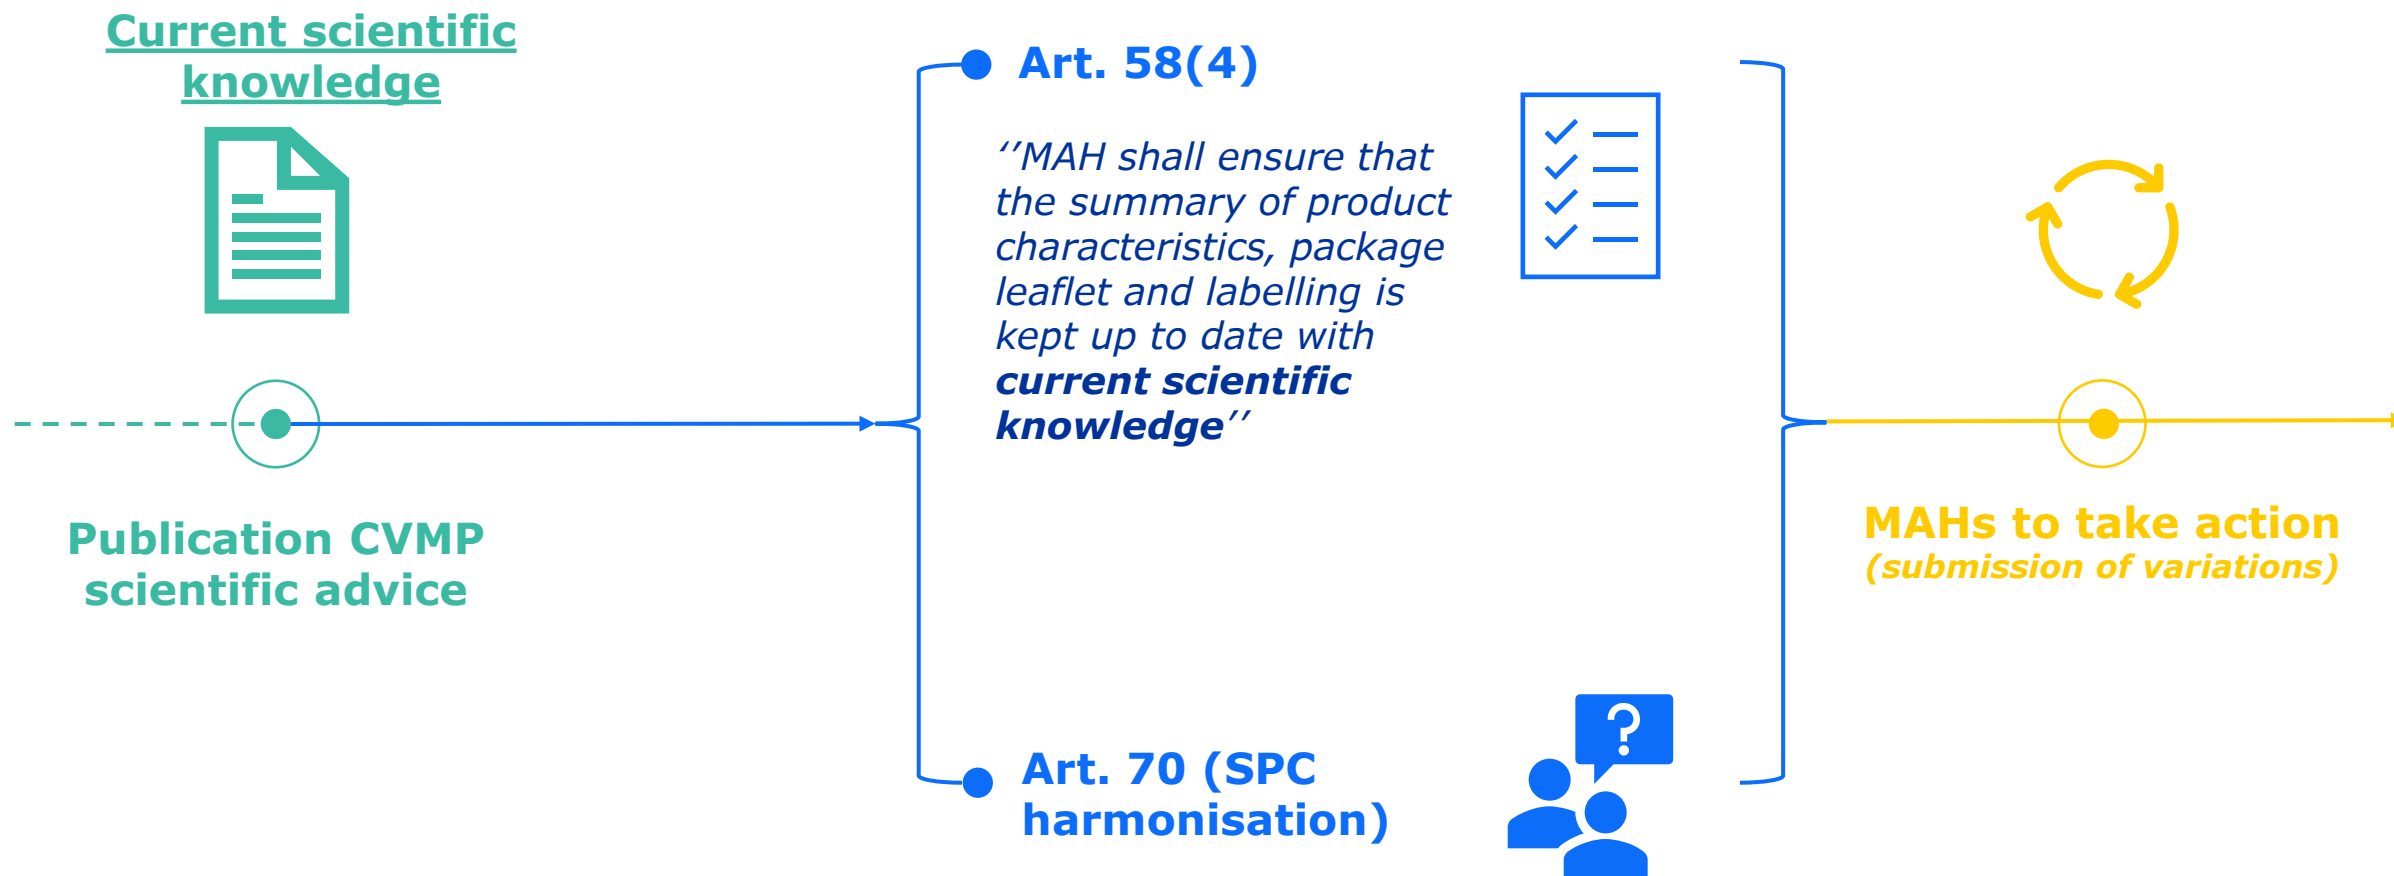 Current scientific
knowledge
Publication CVMP
scientific advice
Art. 58(4)
‘’MAH shall ensure that
the summary of product
characteristics, package
leaflet and labelling is
kept up to date with
current scientific
knowledge’’
Art. 70 (SPC
harmonisation)
?
MAHs to take action
(submission of variations)